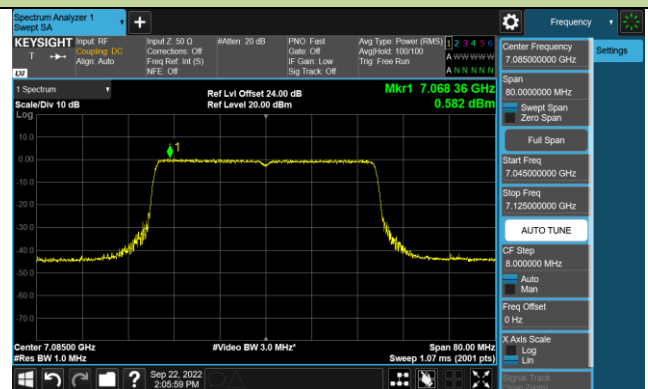 Spectrum Analyzer 1
Swept SA
Frequency
KEYSIGHT
T
LXI
Input: RF
Coupling: DC
Align: Auto
Input Z: 50 Ω
Corrections: Off
Freq Ref: Int (S)
NFE: Off
#Atten: 20 dB
PNO: Fast
Gate: Off
IF Gain: Low
Sig Track: Off
Avg Type: Power (RMS)
Avg|Hold: 100/100
Trig: Free Run
1 2 3 4 5 6
A W W W W W
A N N N N N
1 Spectrum
Scale/Div 10 dB
Log
Ref Lvl Offset 24.00 dB
Ref Level 20.00 dBm
Mkr1 7.068 36 GHz
0.582 dBm
1
10.0
0.00
-10.0
-20.0
-30.0
-40.0
-50.0
-60.0
-70.0
Center 7.08500 GHz
#Res BW 1.0 MHz
#Video BW 3.0 MHz*
Span 80.00 MHz
Sweep 1.07 ms (2001 pts)
Center Frequency
7.085000000 GHz
Span
80.0000000 MHz
Swept Span
Zero Span
Full Span
Start Freq
7.045000000 GHz
Stop Freq
7.125000000 GHz
AUTO TUNE
CF Step
8.000000 MHz
Auto
Man
Freq Offset
0 Hz
X Axis Scale
Log
Lin
Signal Track
(Span Zoom)
Settings
?
Sep 22, 2022
2:05:59 PM